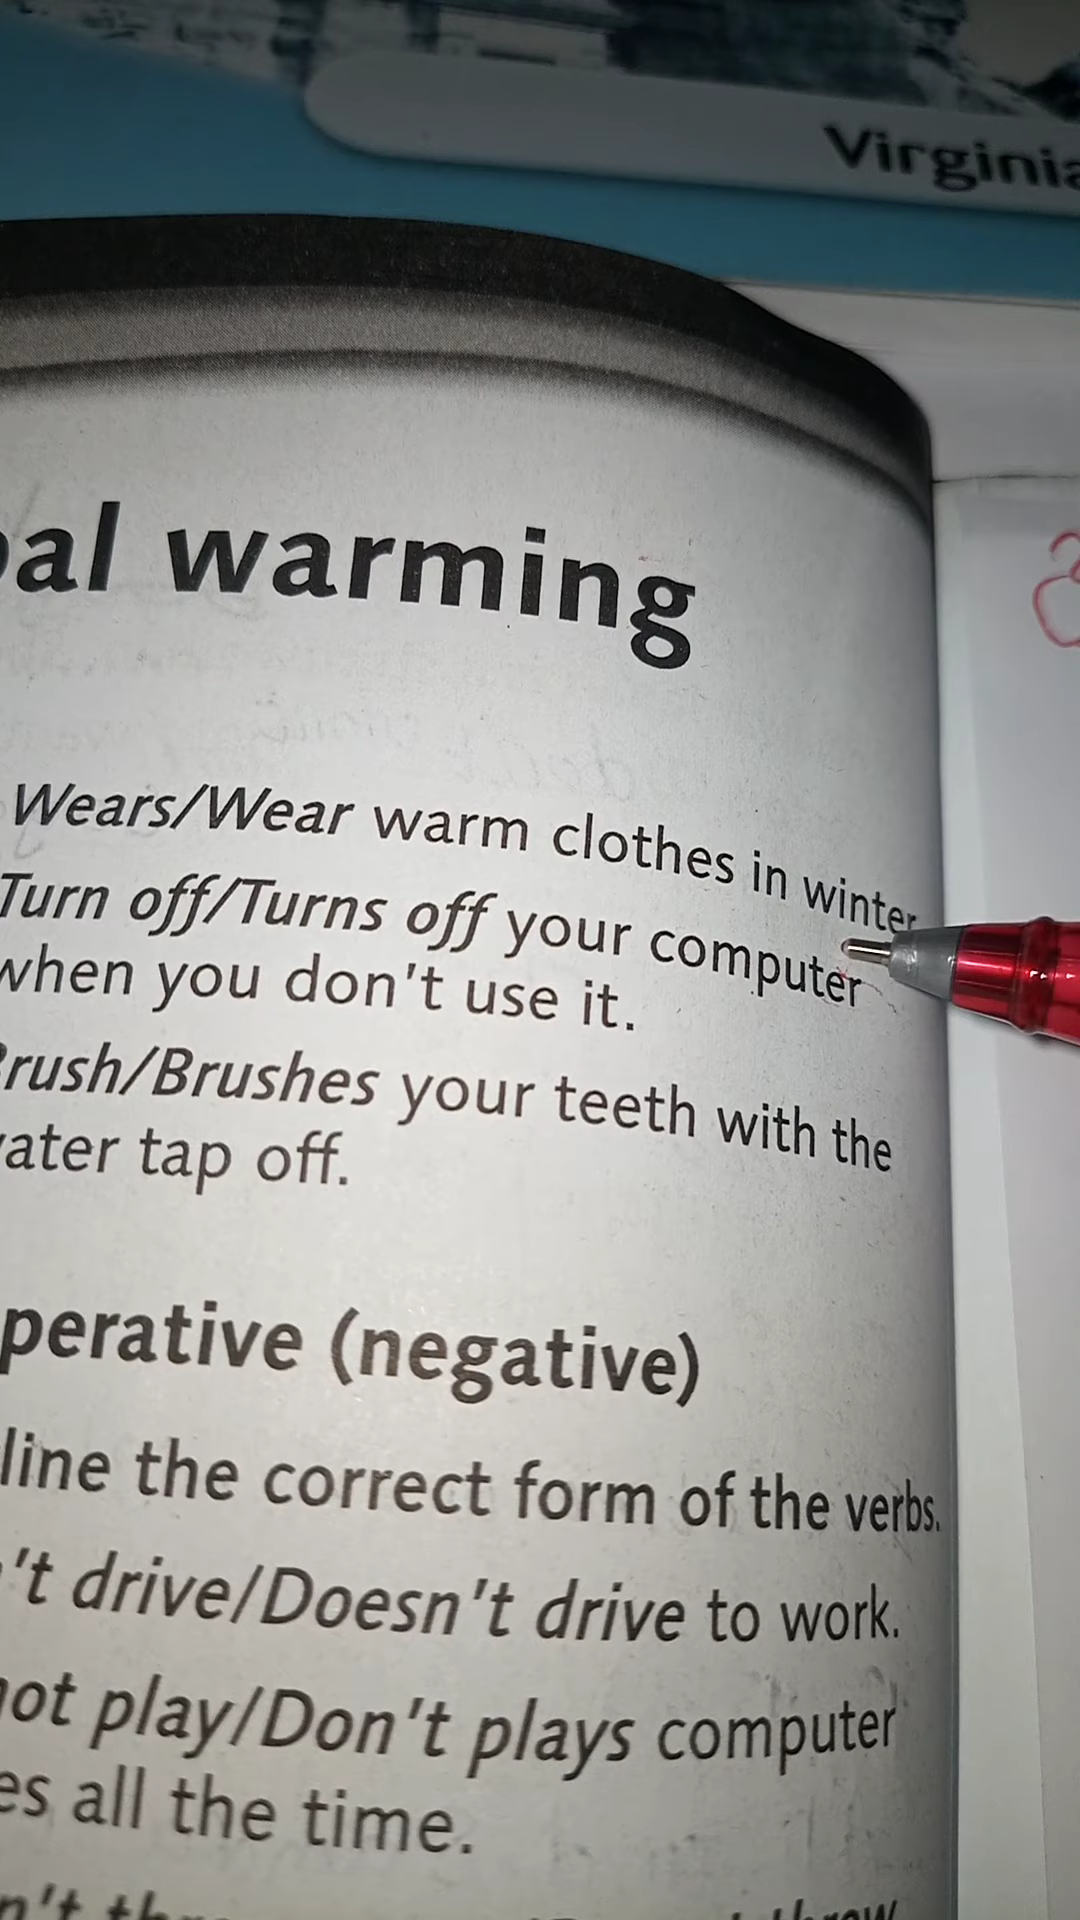 Virginia
bal warming
Wears/Wear warm clothes in winter
Turn off/Turns off your computer
when you don't use it.
Brush/Brushes your teeth with the
water tap off.
perative (negative)
line the correct form of the verbs.
't drive/Doesn't drive to work.
not play/Don't plays computer
es all the time.
n't